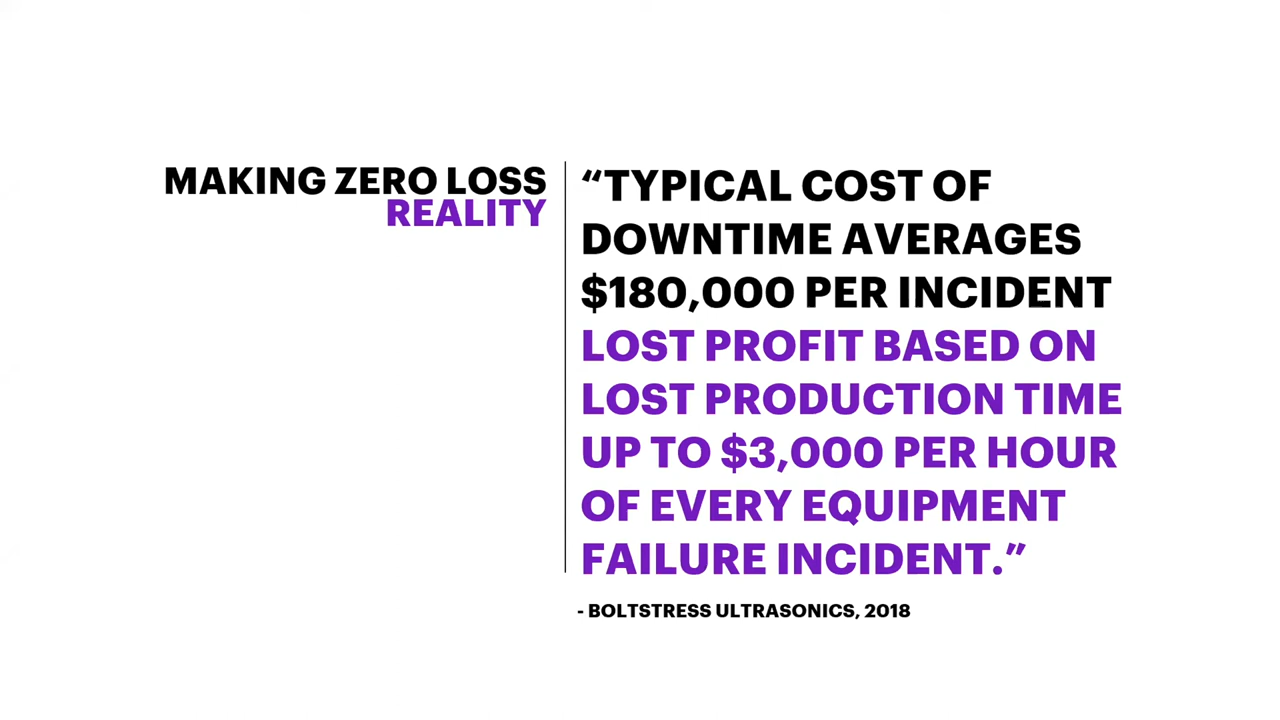 MAKING ZERO LOSS
REALITY
“TYPICAL COST OF
DOWNTIME AVERAGES
$180,000 PER INCIDENT
LOST PROFIT BASED ON
LOST PRODUCTION TIME
UP TO $3,000 PER HOUR
OF EVERY EQUIPMENT
FAILURE INCIDENT.”
- BOLTSTRESS ULTRASONICS, 2018